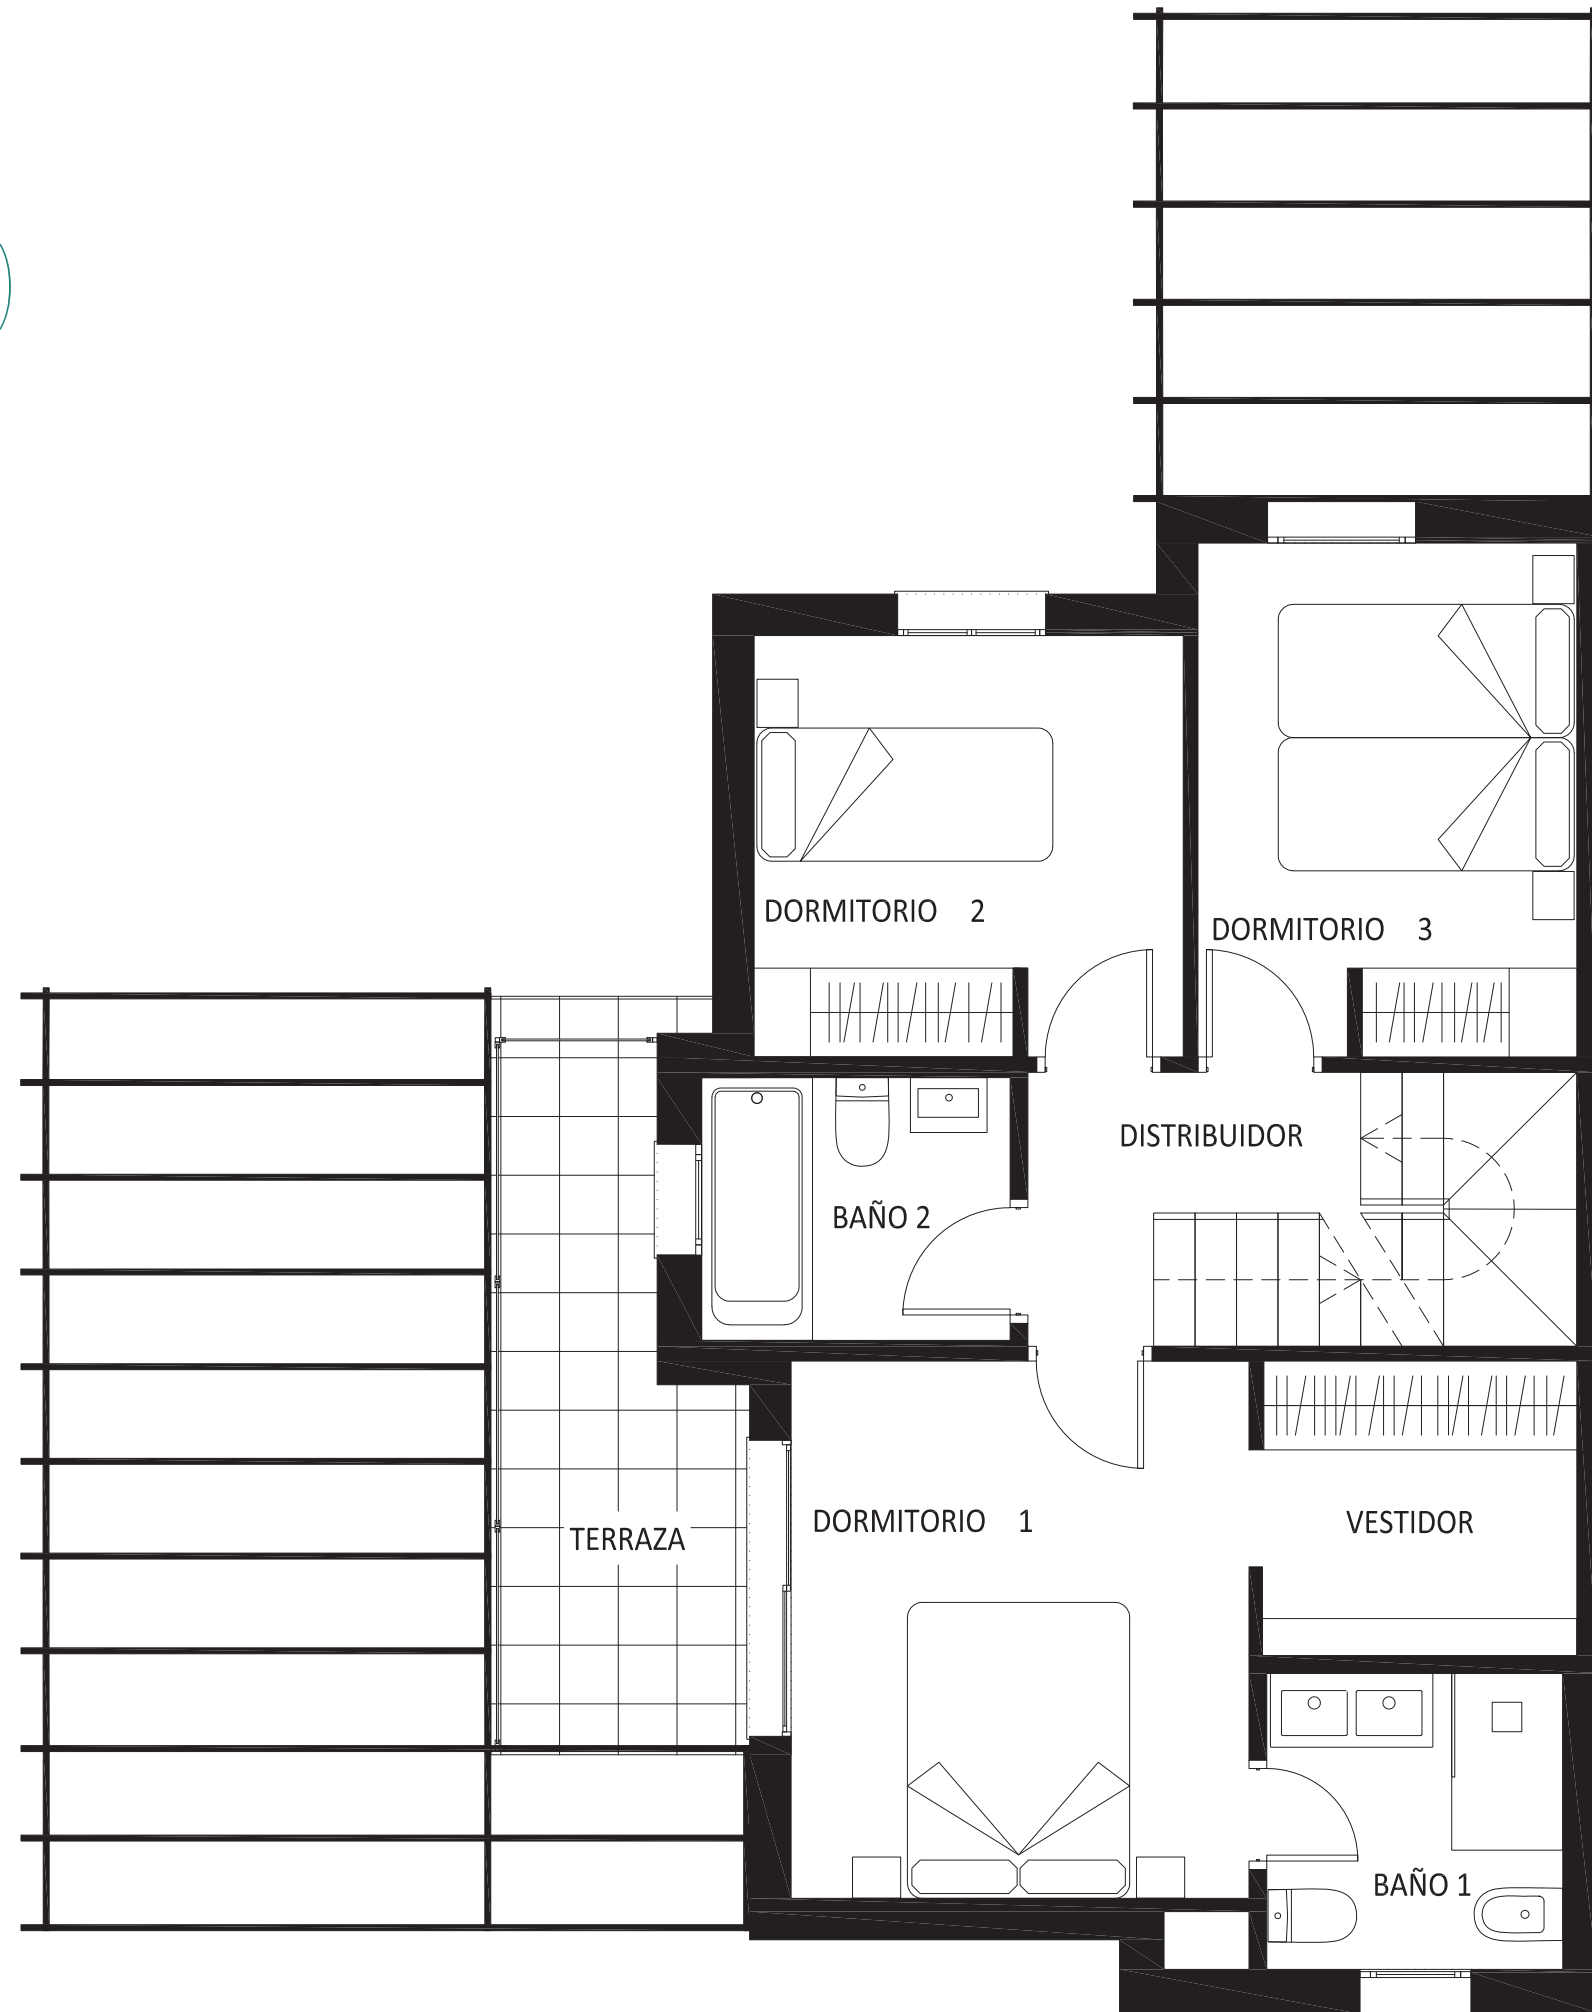 DORMITORIO 2
DORMITORIO 3
DISTRIBUIDOR
BAÑO 2
DORMITORIO 1
VESTIDOR
TERRAZA
BAÑO 1